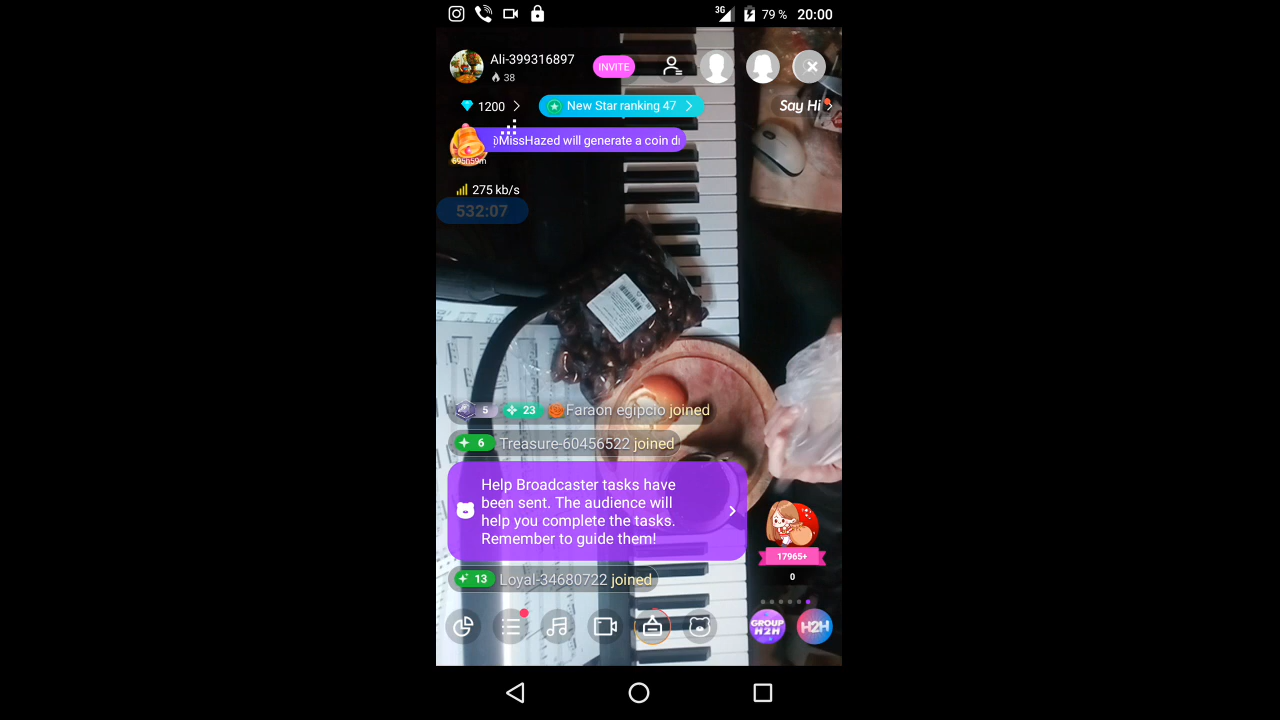 3G 79 % 20:00
Ali-399316897
38
INVITE
1200
New Star ranking 47
Say Hi
@MissHazed will generate a coin
695h59m
275 kb/s
532:07
5 23 Faraon egipcio joined
6 Treasure-60456522 joined
Help Broadcaster tasks have
been sent. The audience will
help you complete the tasks.
Remember to guide them!
17965+
0
13 Loyal-34680722 joined
GROUP
H2H
H2H